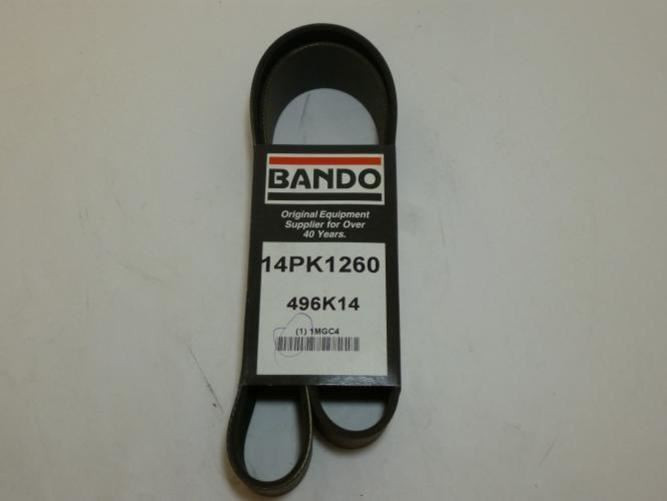 BANDO
Original Equipment
Supplier for Over
40 Years.
14PK1260
496K14
(1) 1MGC4